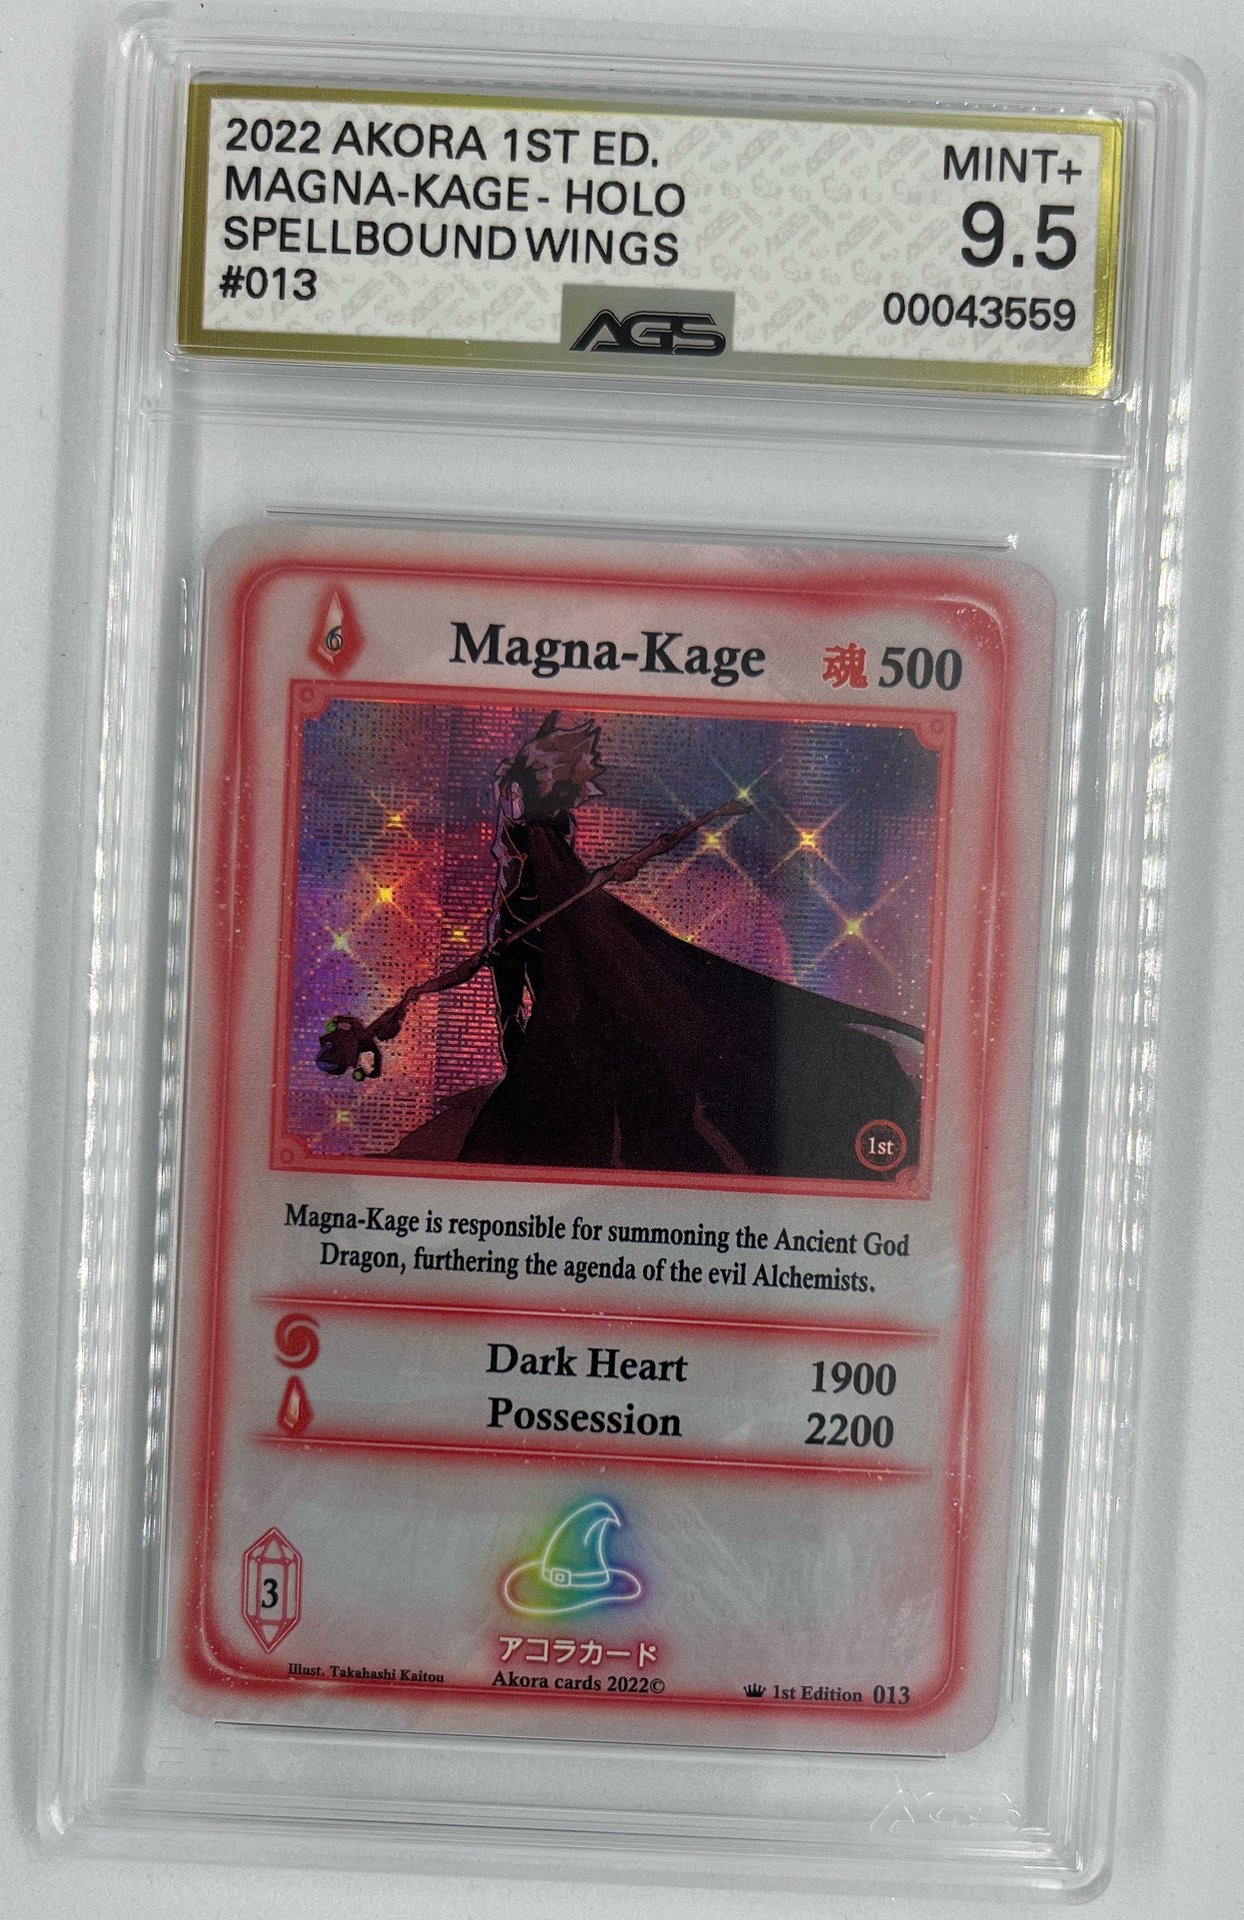 2022 AKORA 1ST ED.
MAGNA-KAGE - HOLO
SPELLBOUND WINGS
#013
MINT+
9.5
00043559
AGS
6
Magna-Kage
魂 500
1st
Magna-Kage is responsible for summoning the Ancient God
Dragon, furthering the agenda of the evil Alchemists.
Dark Heart 1900
Possession 2200
3
アコラカード
Illust. Takahashi Kaitou
Akora cards 2022©
1st Edition 013
AGS